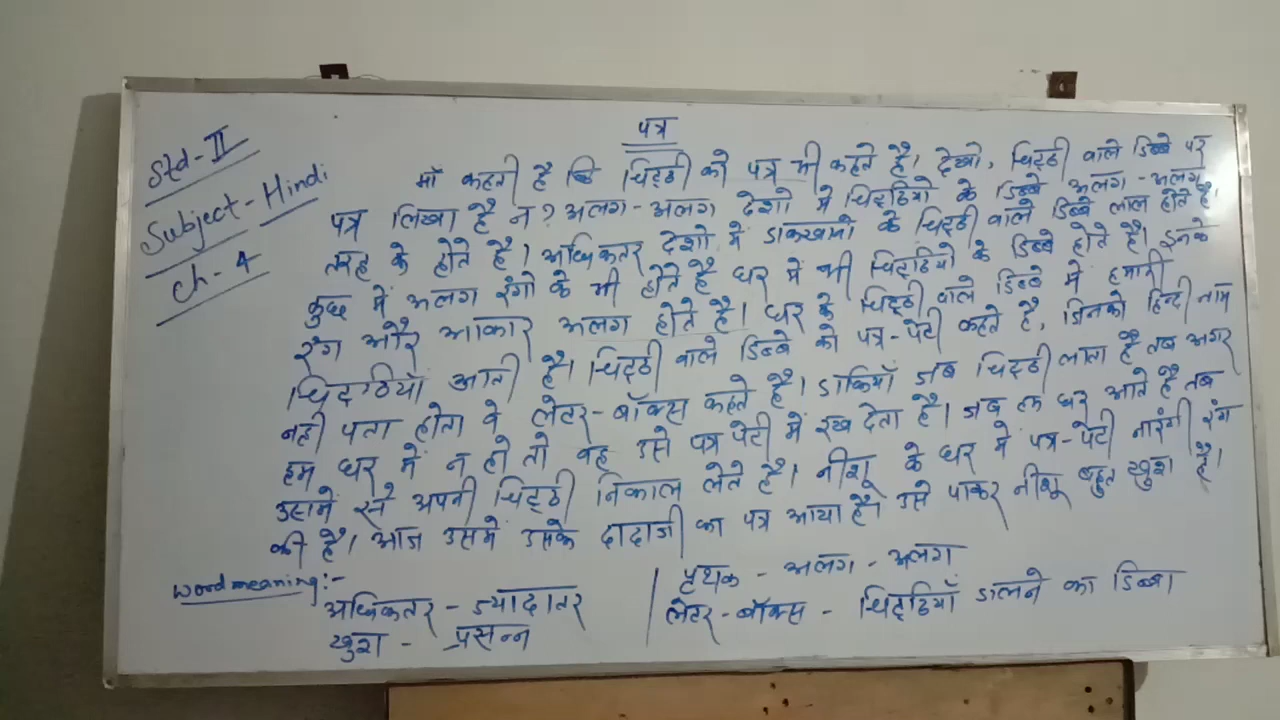 Std-II
Subject-Hindi
Ch-4
पत्र
माँ कहती है कि चिट्ठी को पत्र भी कहते है। देखो, चिट्ठी वाले डिब्बे पर
पत्र लिखा है न? अलग-अलग देशो में चिट्ठियो के डिब्बे अलग-अलग
तरह के होते है। अधिकतर देशो में डाकखानो के चिट्ठी वाले डिब्बे लाल होते है।
कुछ में अलग रंगो के भी होते है घर में भी चिट्ठियो के डिब्बे होते है। इनके
रंग और आकार अलग होते है। घर के चिट्ठी वाले डिब्बे में हमारी
चिट्ठियाँ आती है। चिट्ठी वाले डिब्बे को पत्र-पेटी कहते है, जिनको हिन्दी नाम
नही पता होता वे लेटर-बॉक्स कहते है। डाकियाँ जब चिट्ठी लाता है तब अगर
हम घर में न हो तो वह उसे पत्र पेटी में रख देता है। जब हम घर आते है तब
उसमें से अपनी चिट्ठी निकाल लेते है। नीशू के घर में पत्र-पेटी नारंगी रंग
की है। आज उसमें उसके दादाजी का पत्र आया है। उसे पाकर नीशू बहुत खुश है।
word meaning:-
अधिकतर - ज्यादातर
खुश - प्रसन्न
पृथक - अलग - अलग
लेटर-बॉक्स - चिट्ठियाँ डालने का डिब्बा